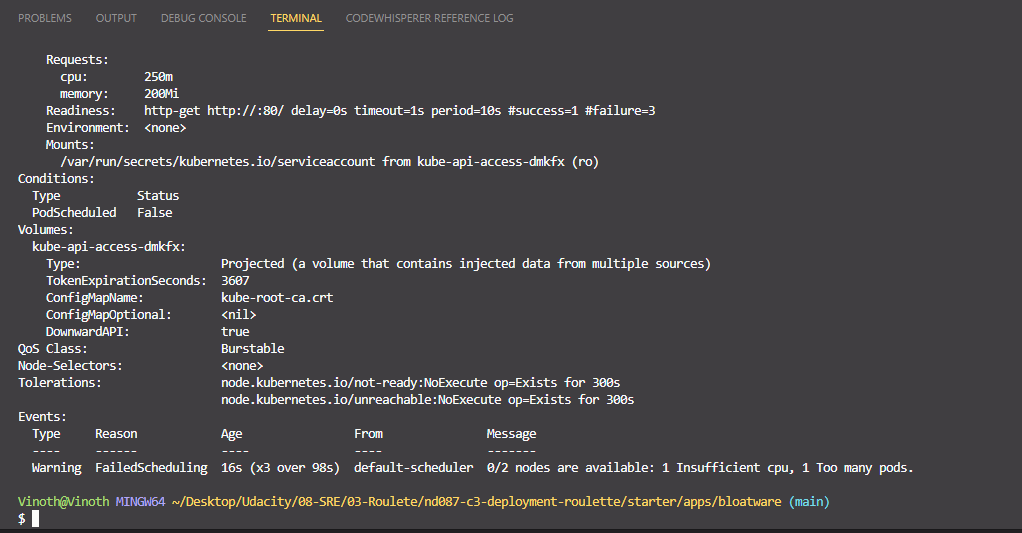 PROBLEMS OUTPUT DEBUG CONSOLE TERMINAL CODEWHISPERER REFERENCE LOG
Requests:
cpu: 250m
memory: 200Mi
Readiness: http-get http://:80/ delay=0s timeout=1s period=10s #success=1 #failure=3
Environment: <none>
Mounts:
/var/run/secrets/kubernetes.io/serviceaccount from kube-api-access-dmkfx (ro)
Conditions:
Type Status
PodScheduled False
Volumes:
kube-api-access-dmkfx:
Type: Projected (a volume that contains injected data from multiple sources)
TokenExpirationSeconds: 3607
ConfigMapName: kube-root-ca.crt
ConfigMapOptional: <nil>
DownwardAPI: true
QoS Class: Burstable
Node-Selectors: <none>
Tolerations: node.kubernetes.io/not-ready:NoExecute op=Exists for 300s
node.kubernetes.io/unreachable:NoExecute op=Exists for 300s
Events:
Type Reason Age From Message
---- ------ ---- ---- -------
Warning FailedScheduling 16s (x3 over 98s) default-scheduler 0/2 nodes are available: 1 Insufficient cpu, 1 Too many pods.
Vinoth@Vinoth MINGW64 ~/Desktop/Udacity/08-SRE/03-Roulete/nd087-c3-deployment-roulette/starter/apps/bloatware (main)
$